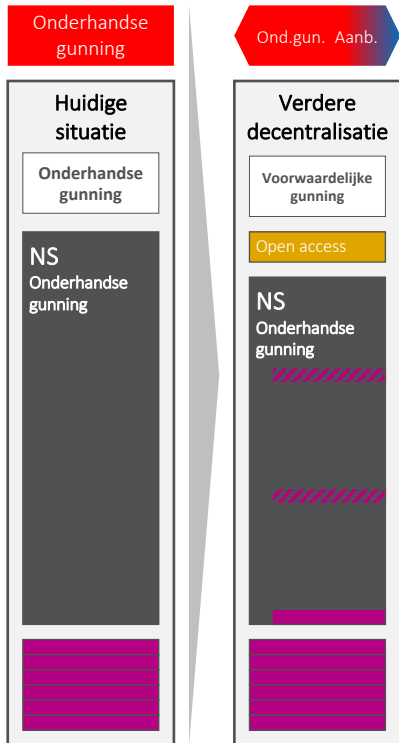 Onderhandse
gunning
Huidige
situatie
Onderhandse
gunning
NS
Onderhandse
gunning
Ond.gun. Aanb.
Verdere
decentralisatie
Voorwaardelijke
gunning
Open access
NS
Onderhandse
gunning